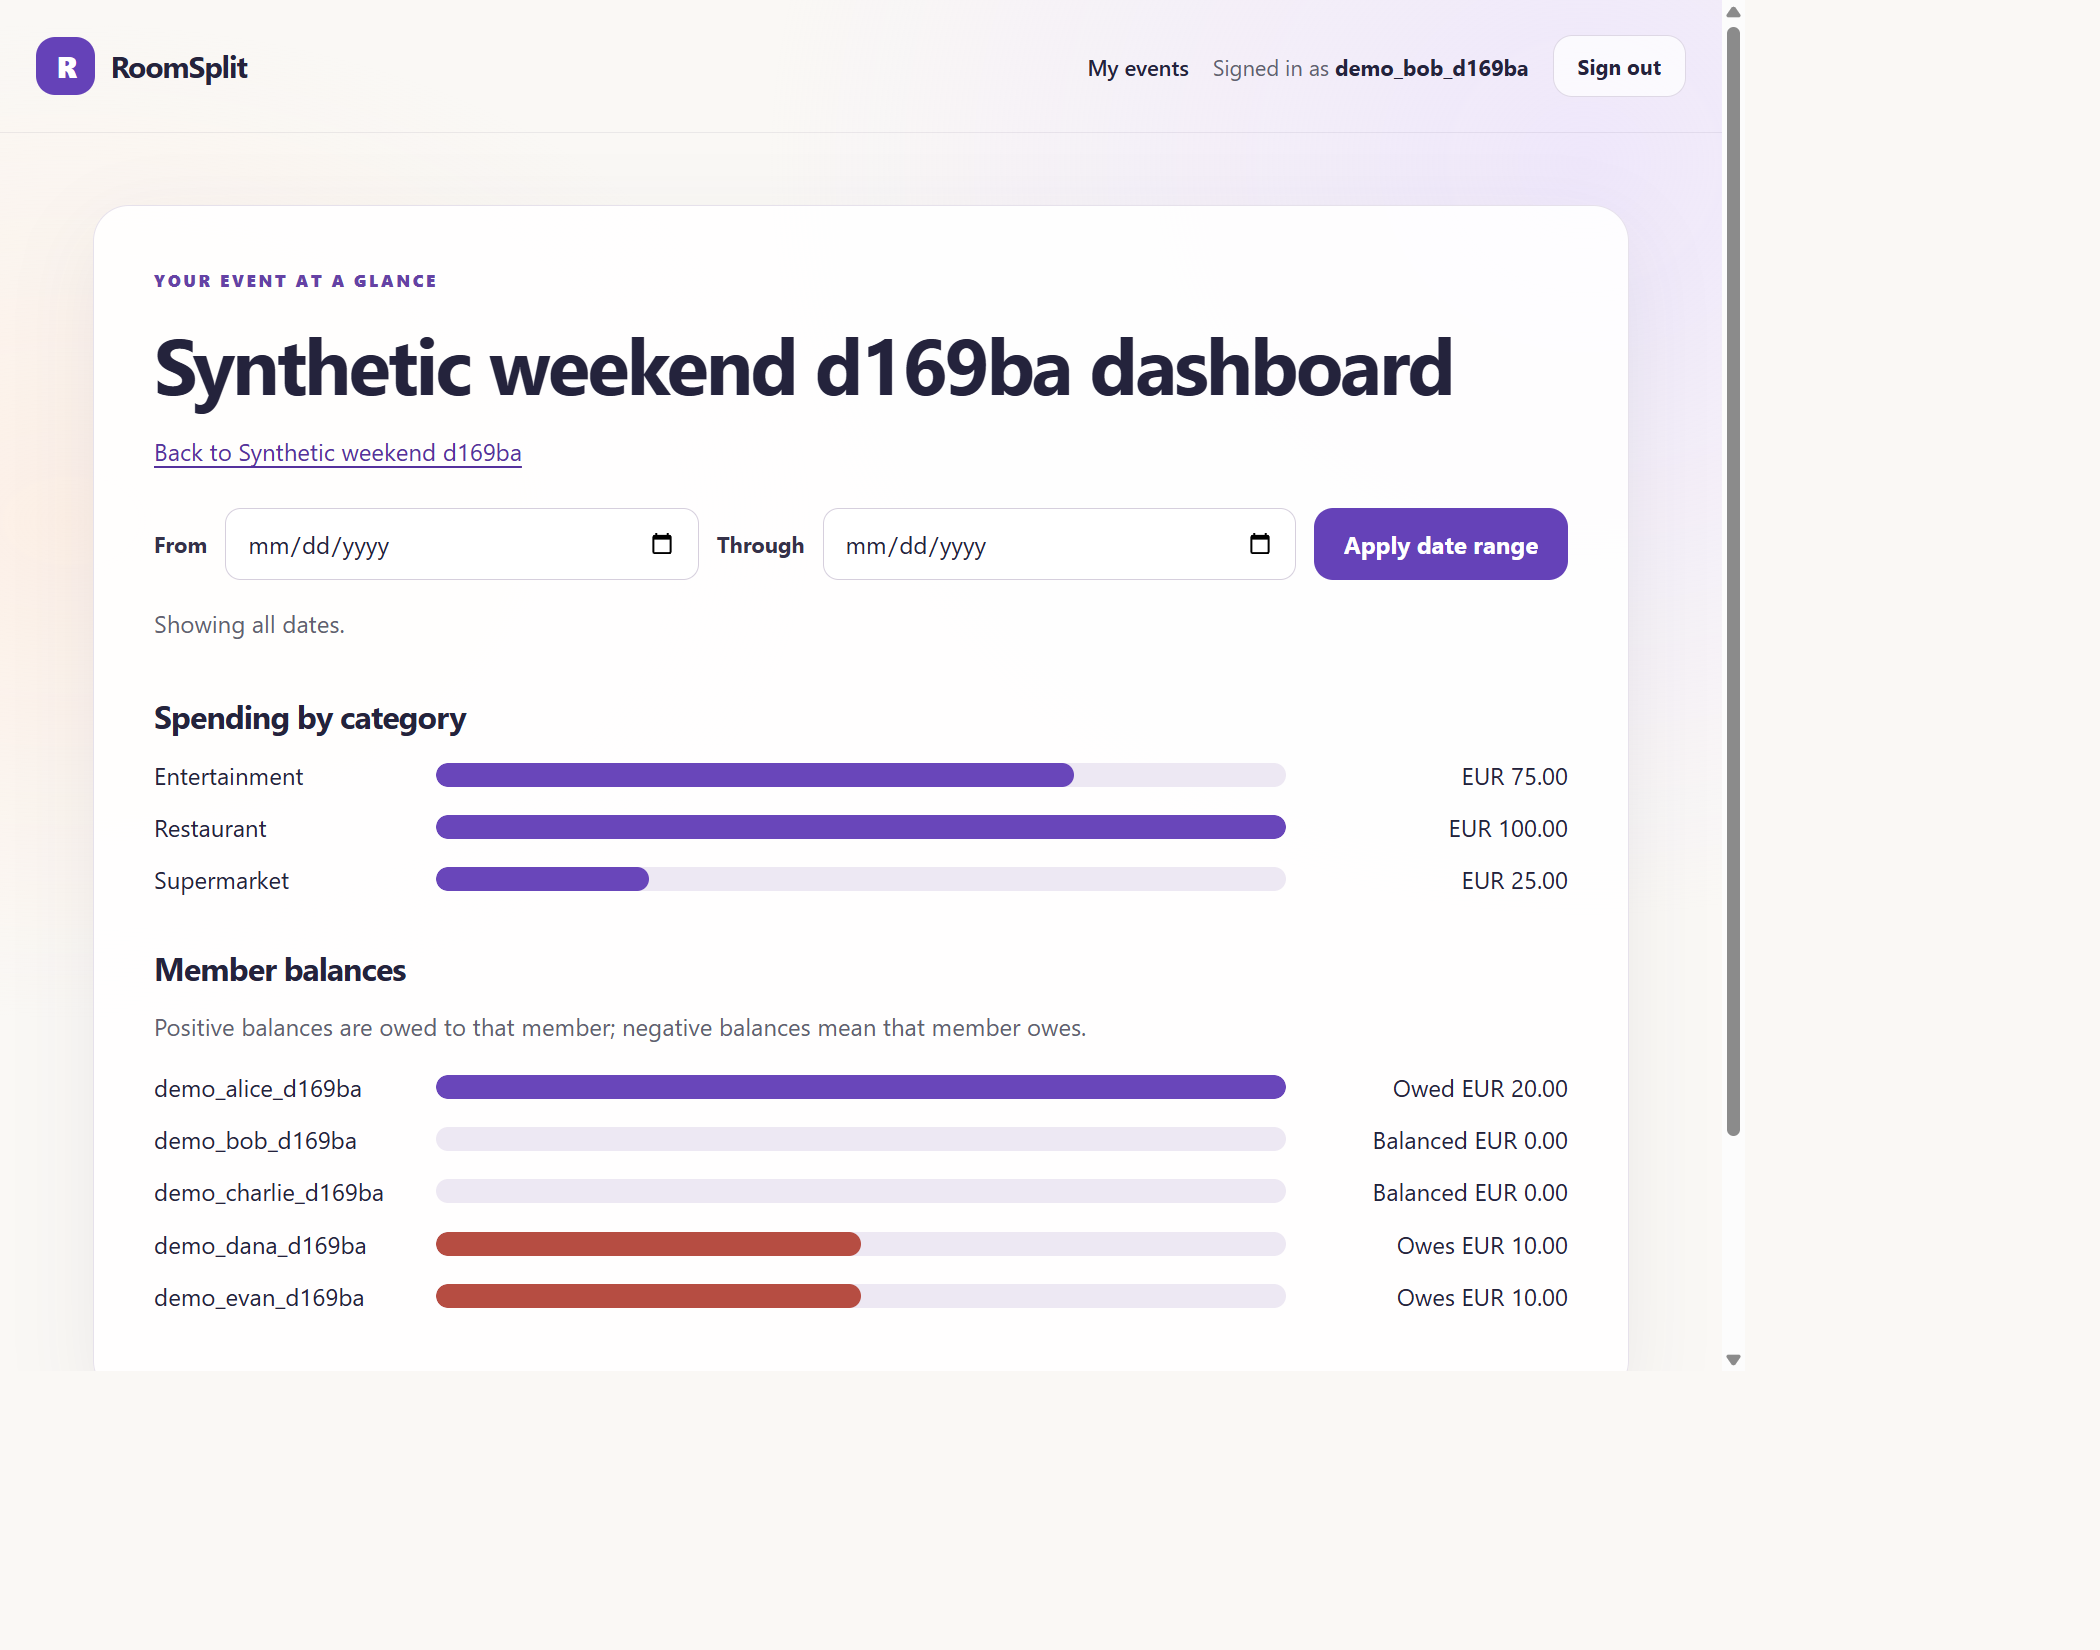 R RoomSplit My events Signed in as demo_bob_d169ba Sign out
YOUR EVENT AT A GLANCE
Synthetic weekend d169ba dashboard
Back to Synthetic weekend d169ba
From mm/dd/yyyy Through mm/dd/yyyy Apply date range
Showing all dates.
Spending by category
Entertainment EUR 75.00
Restaurant EUR 100.00
Supermarket EUR 25.00
Member balances
Positive balances are owed to that member; negative balances mean that member owes.
demo_alice_d169ba Owed EUR 20.00
demo_bob_d169ba Balanced EUR 0.00
demo_charlie_d169ba Balanced EUR 0.00
demo_dana_d169ba Owes EUR 10.00
demo_evan_d169ba Owes EUR 10.00